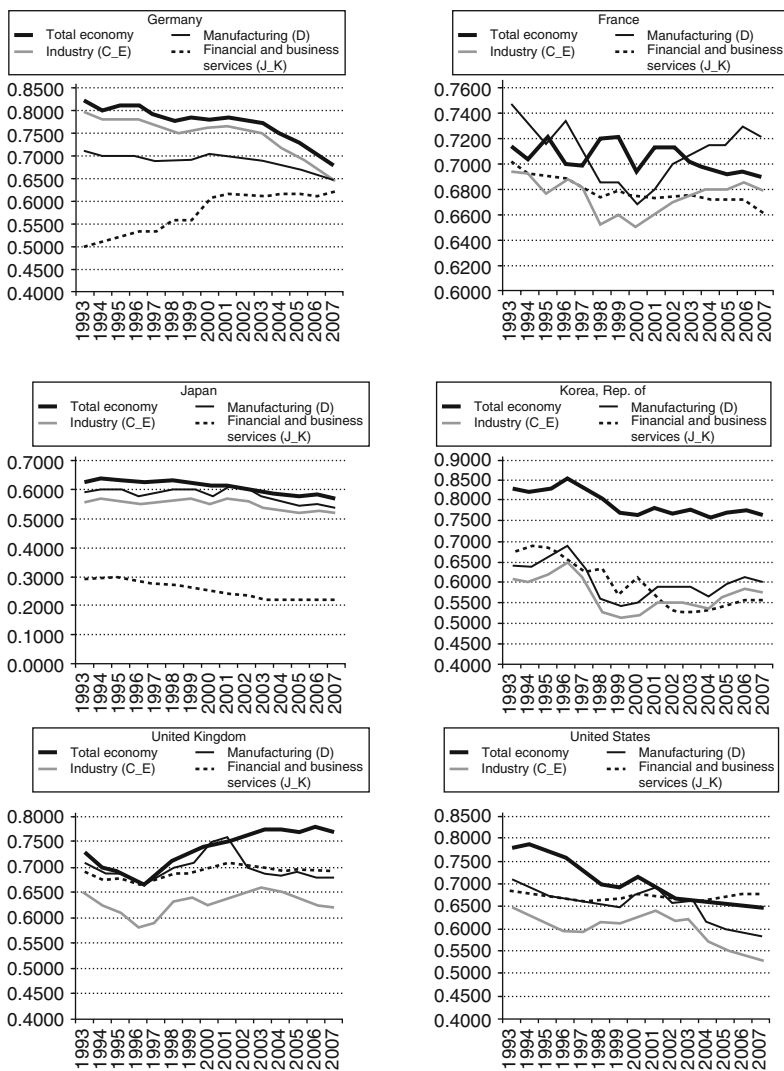 Germany
Total economy Manufacturing (D)
Industry (C_E) Financial and business
services (J_K)
0.8500
0.8000
0.7500
0.7000
0.6500
0.6000
0.5500
0.5000
0.4500
0.4000
1993 1994 1995 1996 1997 1998 1999 2000 2001 2002 2003 2004 2005 2006 2007
France
Total economy Manufacturing (D)
Industry (C_E) Financial and business
services (J_K)
0.7600
0.7400
0.7200
0.7000
0.6800
0.6600
0.6400
0.6200
0.6000
1993 1994 1995 1996 1997 1998 1999 2000 2001 2002 2003 2004 2005 2006 2007
Japan
Total economy Manufacturing (D)
Industry (C_E) Financial and business
services (J_K)
0.7000
0.6000
0.5000
0.4000
0.3000
0.2000
0.1000
0.0000
1993 1994 1995 1996 1997 1998 1999 2000 2001 2002 2003 2004 2005 2006 2007
Korea, Rep. of
Total economy Manufacturing (D)
Industry (C_E) Financial and business
services (J_K)
0.9000
0.8500
0.8000
0.7500
0.7000
0.6500
0.6000
0.5500
0.5000
0.4500
0.4000
1993 1994 1995 1996 1997 1998 1999 2000 2001 2002 2003 2004 2005 2006 2007
United Kingdom
Total economy Manufacturing (D)
Industry (C_E) Financial and business
services (J_K)
0.8000
0.7500
0.7000
0.6500
0.6000
0.5500
0.5000
0.4500
0.4000
1993 1994 1995 1996 1997 1998 1999 2000 2001 2002 2003 2004 2005 2006 2007
United States
Total economy Manufacturing (D)
Industry (C_E) Financial and business
services (J_K)
0.8500
0.8000
0.7500
0.7000
0.6500
0.6000
0.5500
0.5000
0.4500
0.4000
1993 1994 1995 1996 1997 1998 1999 2000 2001 2002 2003 2004 2005 2006 2007